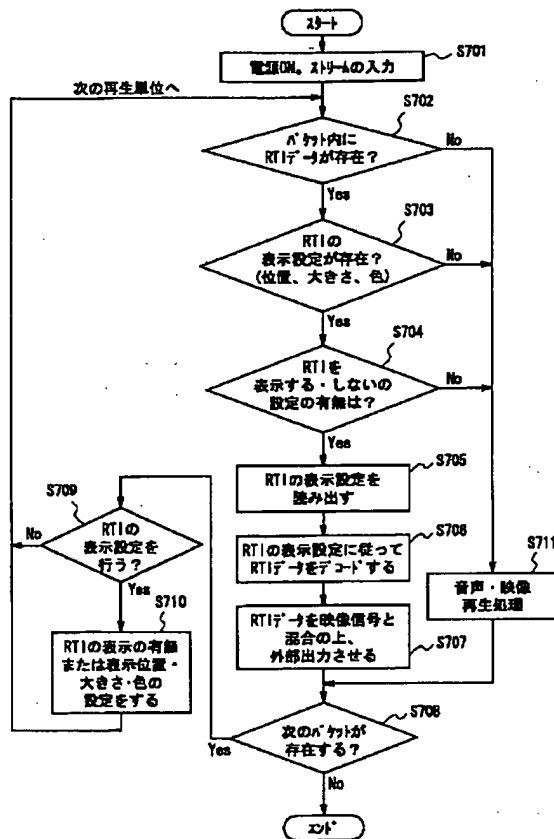 スタート
S701
電源ON。ストリームの入力
次の再生単位へ
S702
パケット内に
RTIデータが存在？
No
Yes
S703
RTIの
表示設定が存在？
(位置、大きさ、色)
No
Yes
S704
RTIを
表示する・しないの
設定の有無は？
No
Yes
S705
RTIの表示設定を
読み出す
S706
RTIの表示設定に従って
RTIデータをデコードする
S707
RTIデータを映像信号と
混合の上、
外部出力させる
S711
音声・映像
再生処理
S708
次のパケットが
存在する？
Yes
No
S709
RTIの
表示設定を
行う？
No
Yes
S710
RTIの表示の有無
または表示位置・
大きさ・色の
設定をする
エンド